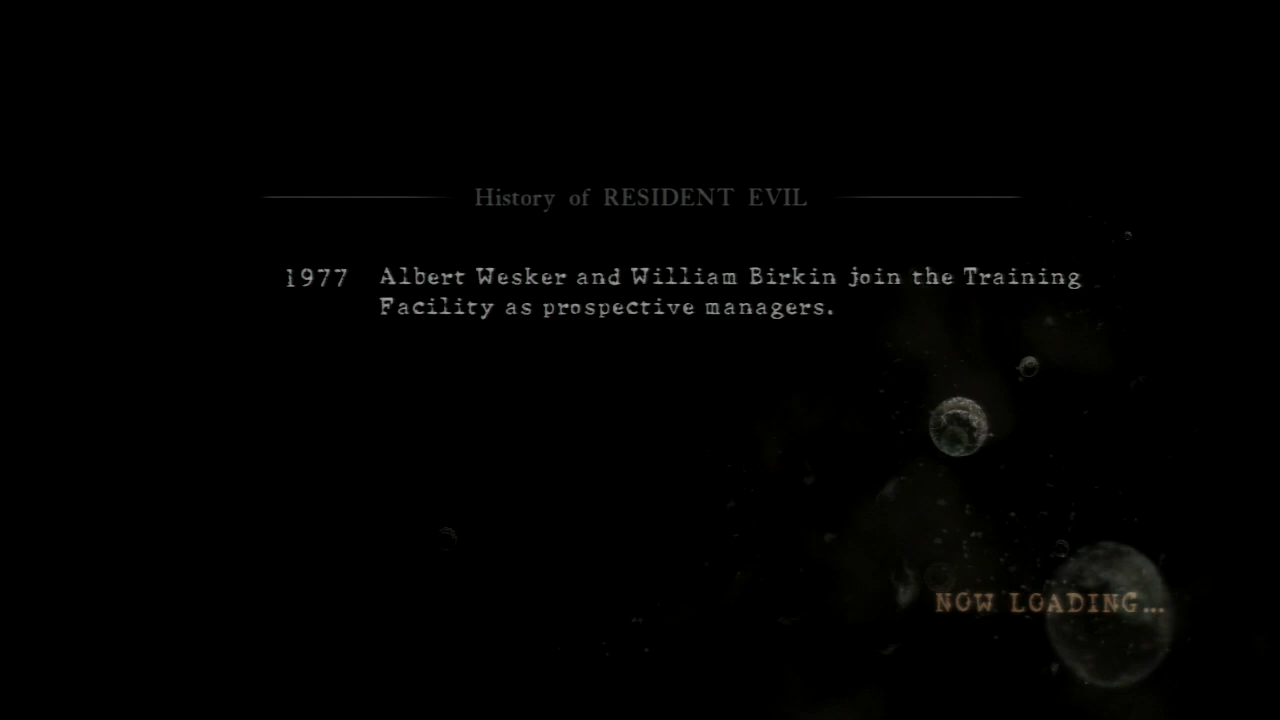 History of RESIDENT EVIL
1977 Albert Wesker and William Birkin join the Training
Facility as prospective managers.
NOW LOADING...